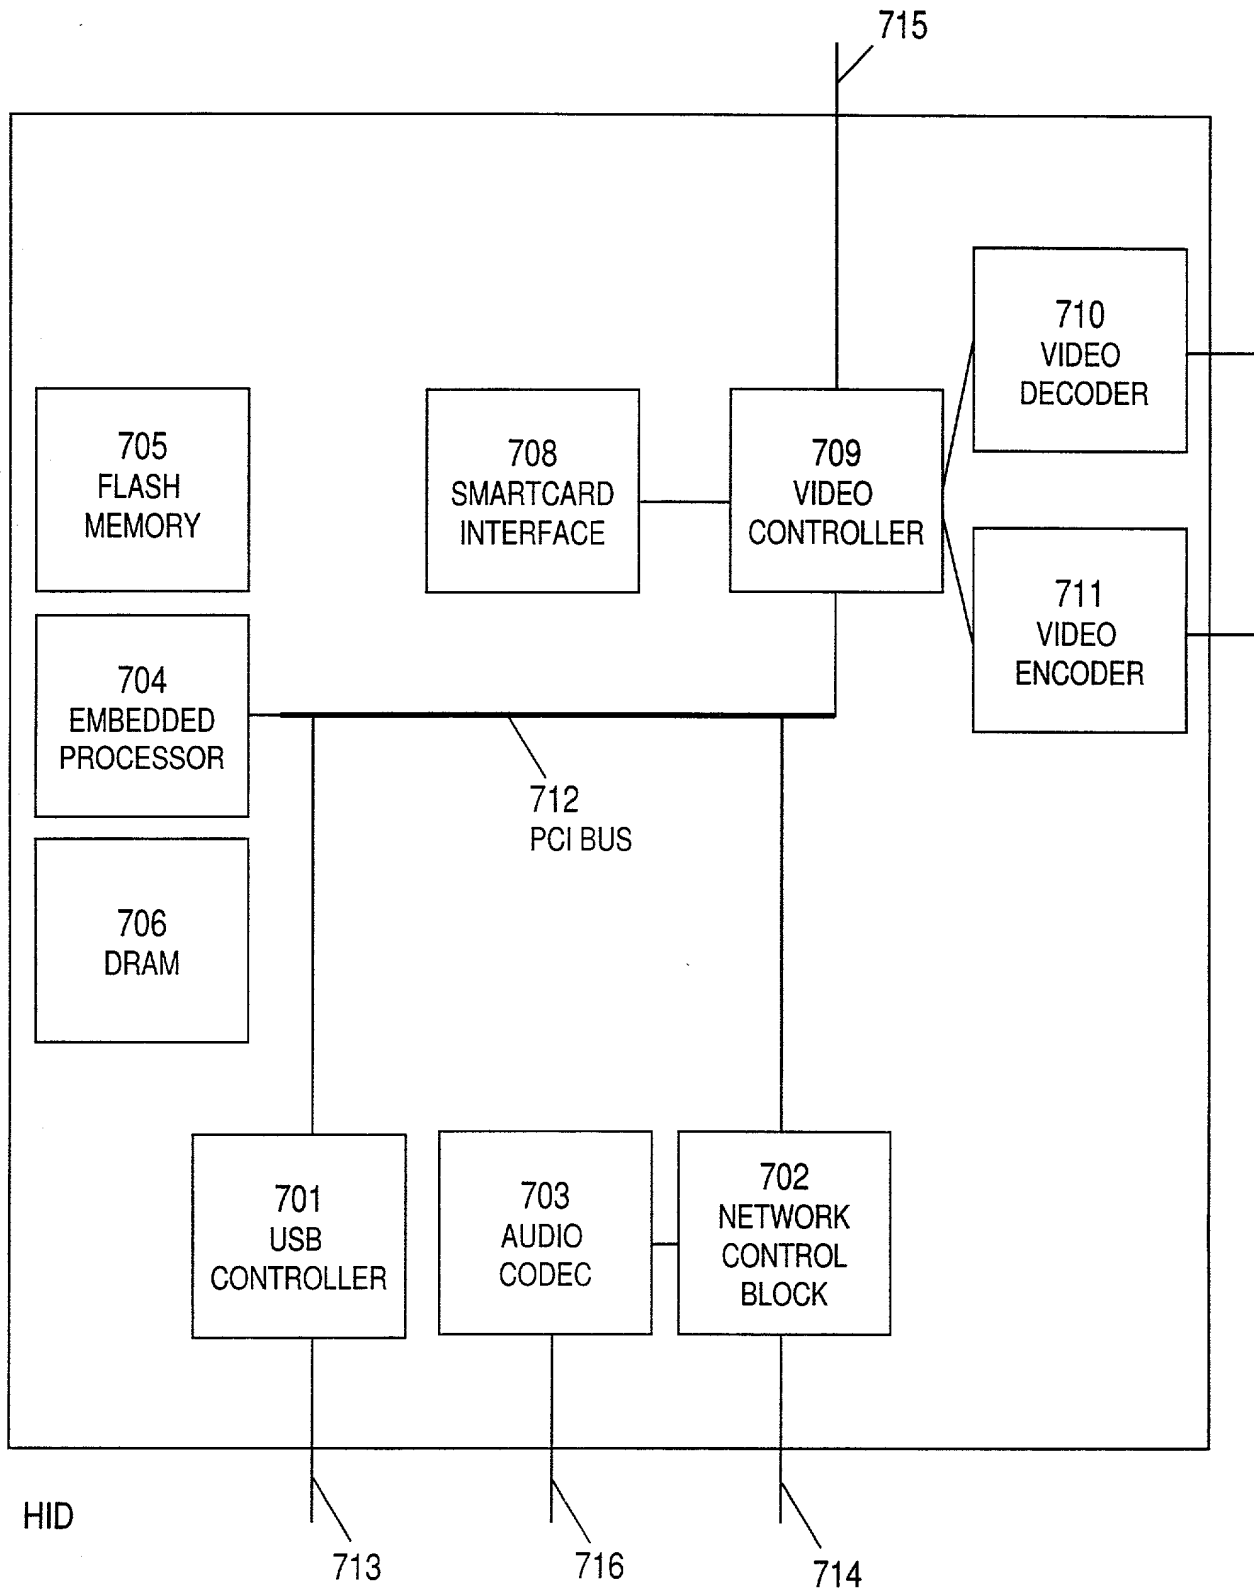 715
710
VIDEO
DECODER
705
FLASH
MEMORY
708
SMARTCARD
INTERFACE
709
VIDEO
CONTROLLER
711
VIDEO
ENCODER
704
EMBEDDED
PROCESSOR
712
PCI BUS
706
DRAM
701
USB
CONTROLLER
703
AUDIO
CODEC
702
NETWORK
CONTROL
BLOCK
HID
713
716
714